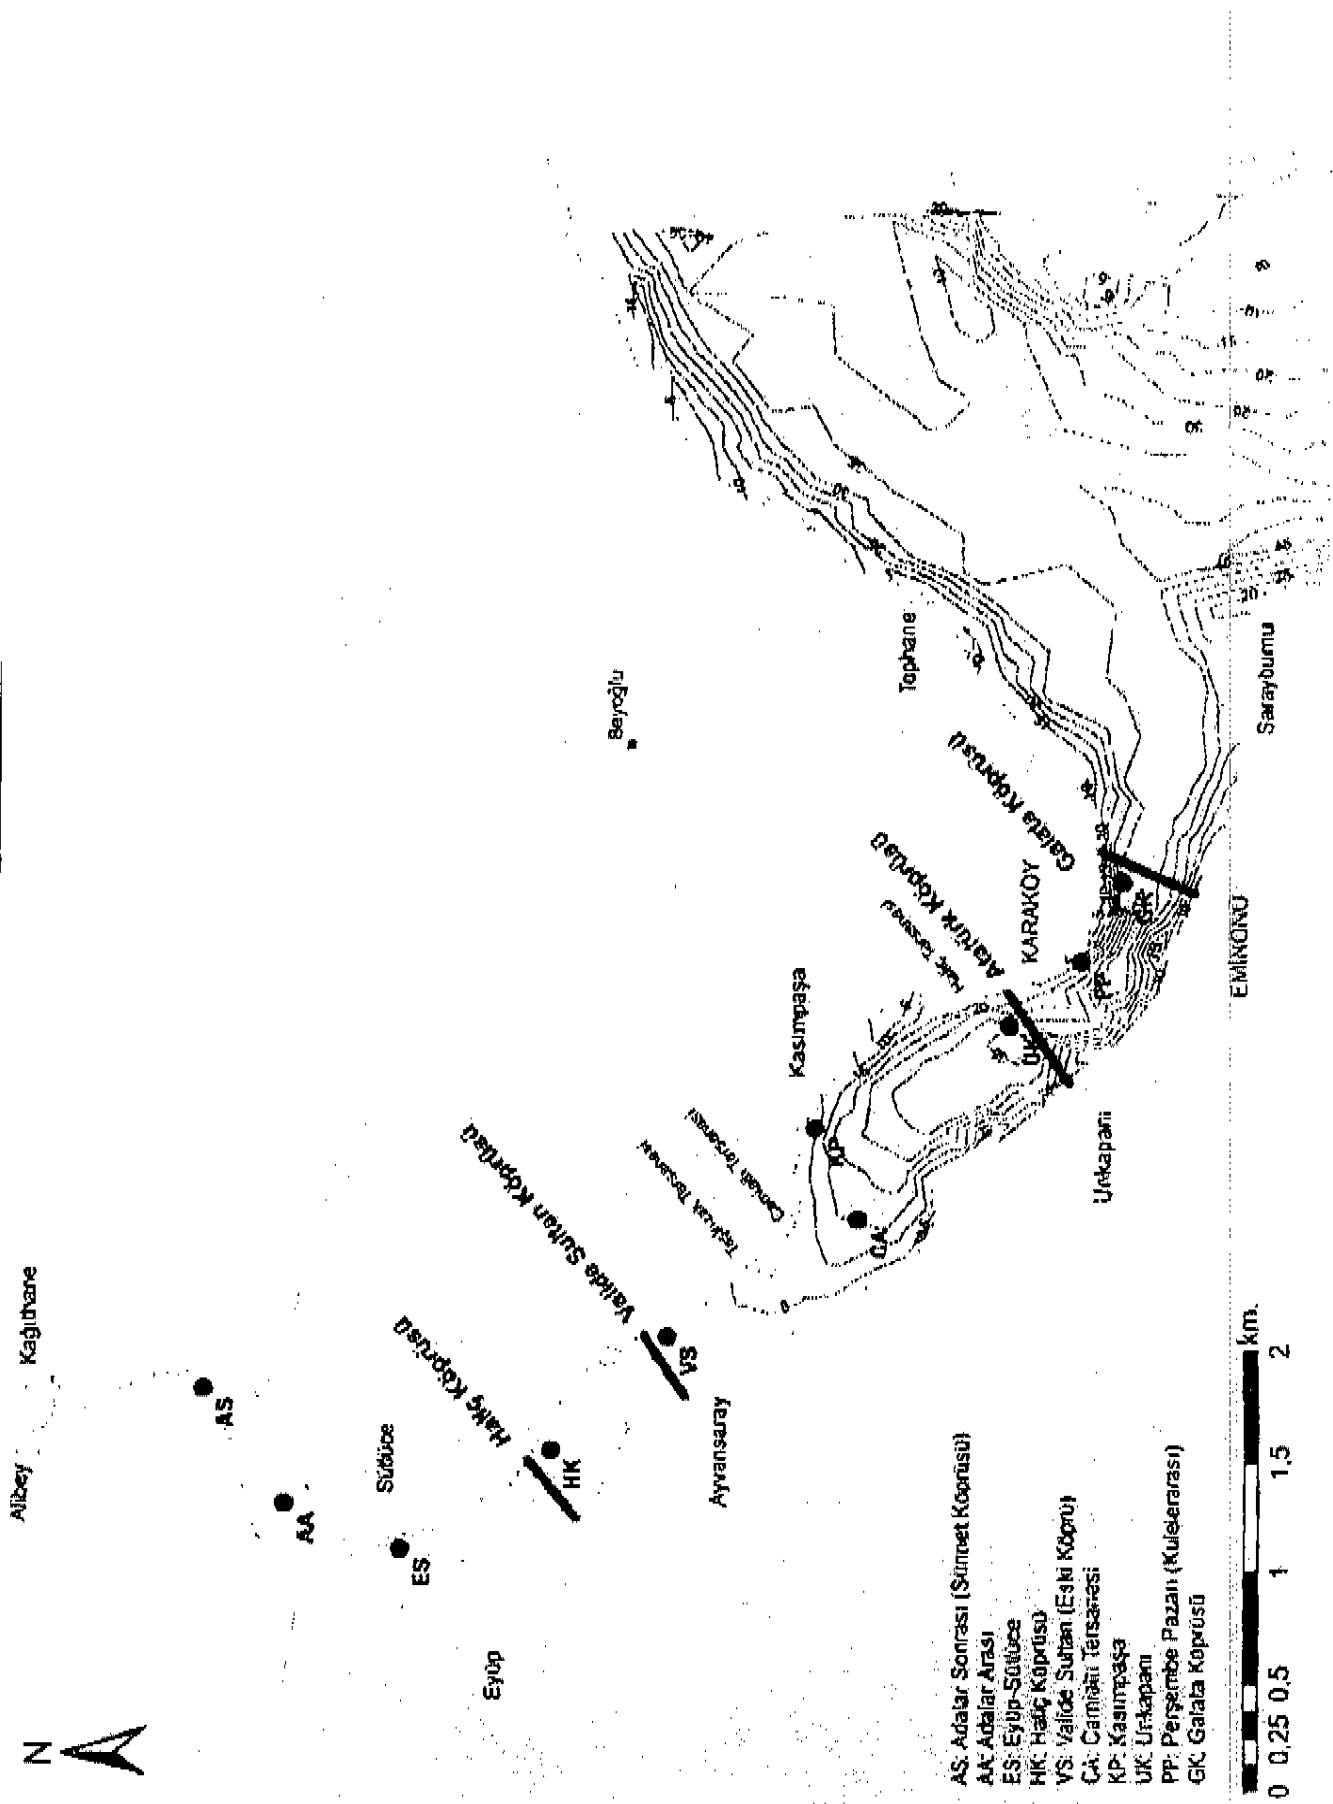 N
Alibey
Kağıthane
AS
AA
Sütlüce
ES
Eyüp
Haliç Köprüsü
HK
Valide Sultan Köprüsü
VS
Ayvansaray
Taşkızak Tersanesi
Camialtı Tersanesi
Kasımpaşa
KP
CA
Beyoğlu
Haliç Tersanesi
Atatürk Köprüsü
UK
Unkapanı
KARAKÖY
PP
Galata Köprüsü
GK
EMİNÖNÜ
Tophane
Sarayburnu
AS: Adalar Sonrası (Sünnet Köprüsü)
AA: Adalar Arası
ES: Eyüp-Sütlüce
HK: Haliç Köprüsü
VS: Valide Sultan (Eski Köprü)
CA: Camialtı Tersanesi
KP: Kasımpaşa
UK: Unkapanı
PP: Perşembe Pazarı (Kulelerarası)
GK: Galata Köprüsü
0 0,25 0,5 1 1,5 2 km.